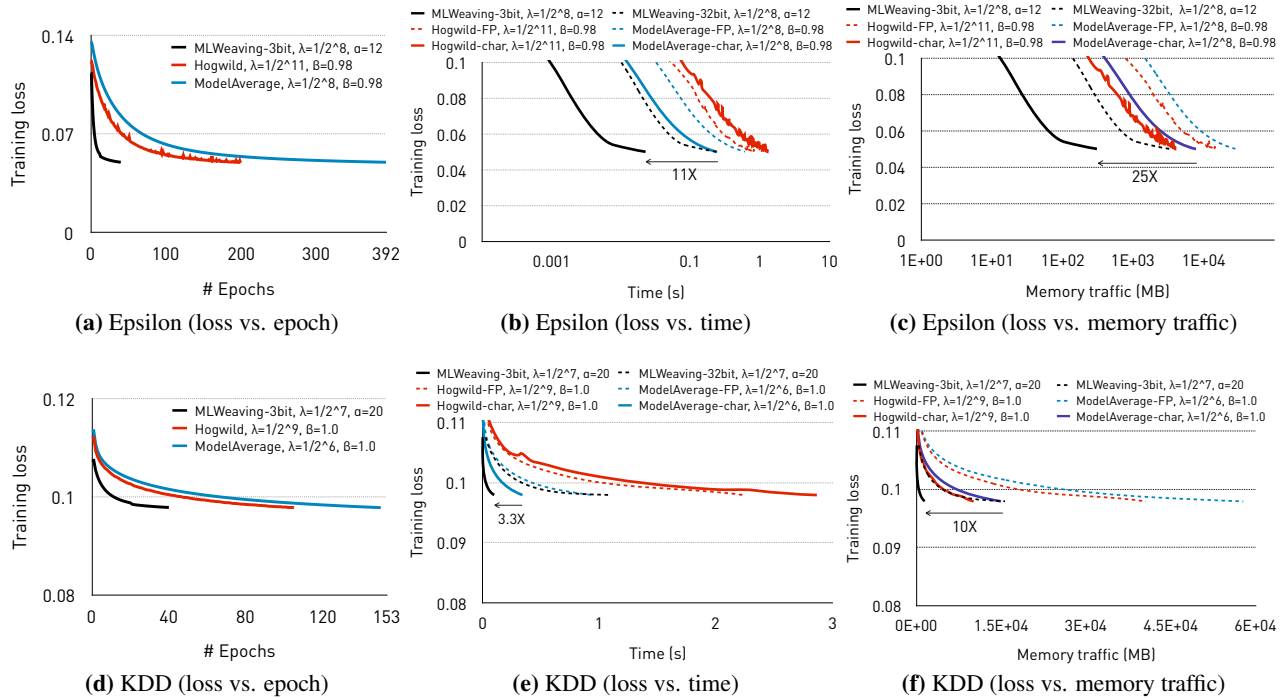 0.14
0.07
0
Training loss
MLWeaving-3bit, λ=1/2^8, α=12
Hogwild, λ=1/2^11, β=0.98
ModelAverage, λ=1/2^8, β=0.98
0 100 200 300 392
# Epochs
(a) Epsilon (loss vs. epoch)
MLWeaving-3bit, λ=1/2^8, α=12 MLWeaving-32bit, λ=1/2^8, α=12
Hogwild-FP, λ=1/2^11, β=0.98 ModelAverage-FP, λ=1/2^8, β=0.98
Hogwild-char, λ=1/2^11, β=0.98 ModelAverage-char, λ=1/2^8, β=0.98
0.1
0.08
0.06
0.04
0.02
0
Training loss
11X
0.001 0.1 1 10
Time (s)
(b) Epsilon (loss vs. time)
MLWeaving-3bit, λ=1/2^8, α=12 MLWeaving-32bit, λ=1/2^8, α=12
Hogwild-FP, λ=1/2^11, β=0.98 ModelAverage-FP, λ=1/2^8, β=0.98
Hogwild-char, λ=1/2^11, β=0.98 ModelAverage-char, λ=1/2^8, β=0.98
0.1
0.08
0.06
0.04
0.02
0
Training loss
25X
1E+00 1E+01 1E+02 1E+03 1E+04
Memory traffic (MB)
(c) Epsilon (loss vs. memory traffic)
0.12
0.1
0.08
Training loss
MLWeaving-3bit, λ=1/2^7, α=20
Hogwild, λ=1/2^9, β=1.0
ModelAverage, λ=1/2^6, β=1.0
0 40 80 120 153
# Epochs
(d) KDD (loss vs. epoch)
MLWeaving-3bit, λ=1/2^7, α=20 MLWeaving-32bit, λ=1/2^7, α=20
Hogwild-FP, λ=1/2^9, β=1.0 ModelAverage-FP, λ=1/2^6, β=1.0
Hogwild-char, λ=1/2^9, β=1.0 ModelAverage-char, λ=1/2^6, β=1.0
0.11
0.1
0.09
0.08
Training loss
3.3X
0 1 2 3
Time (s)
(e) KDD (loss vs. time)
MLWeaving-3bit, λ=1/2^7, α=20 MLWeaving-32bit, λ=1/2^7, α=20
Hogwild-FP, λ=1/2^9, β=1.0 ModelAverage-FP, λ=1/2^6, β=1.0
Hogwild-char, λ=1/2^9, β=1.0 ModelAverage-char, λ=1/2^6, β=1.0
0.11
0.1
0.09
0.08
Training loss
10X
0E+00 1.5E+04 3E+04 4.5E+04 6E+04
Memory traffic (MB)
(f) KDD (loss vs. memory traffic)